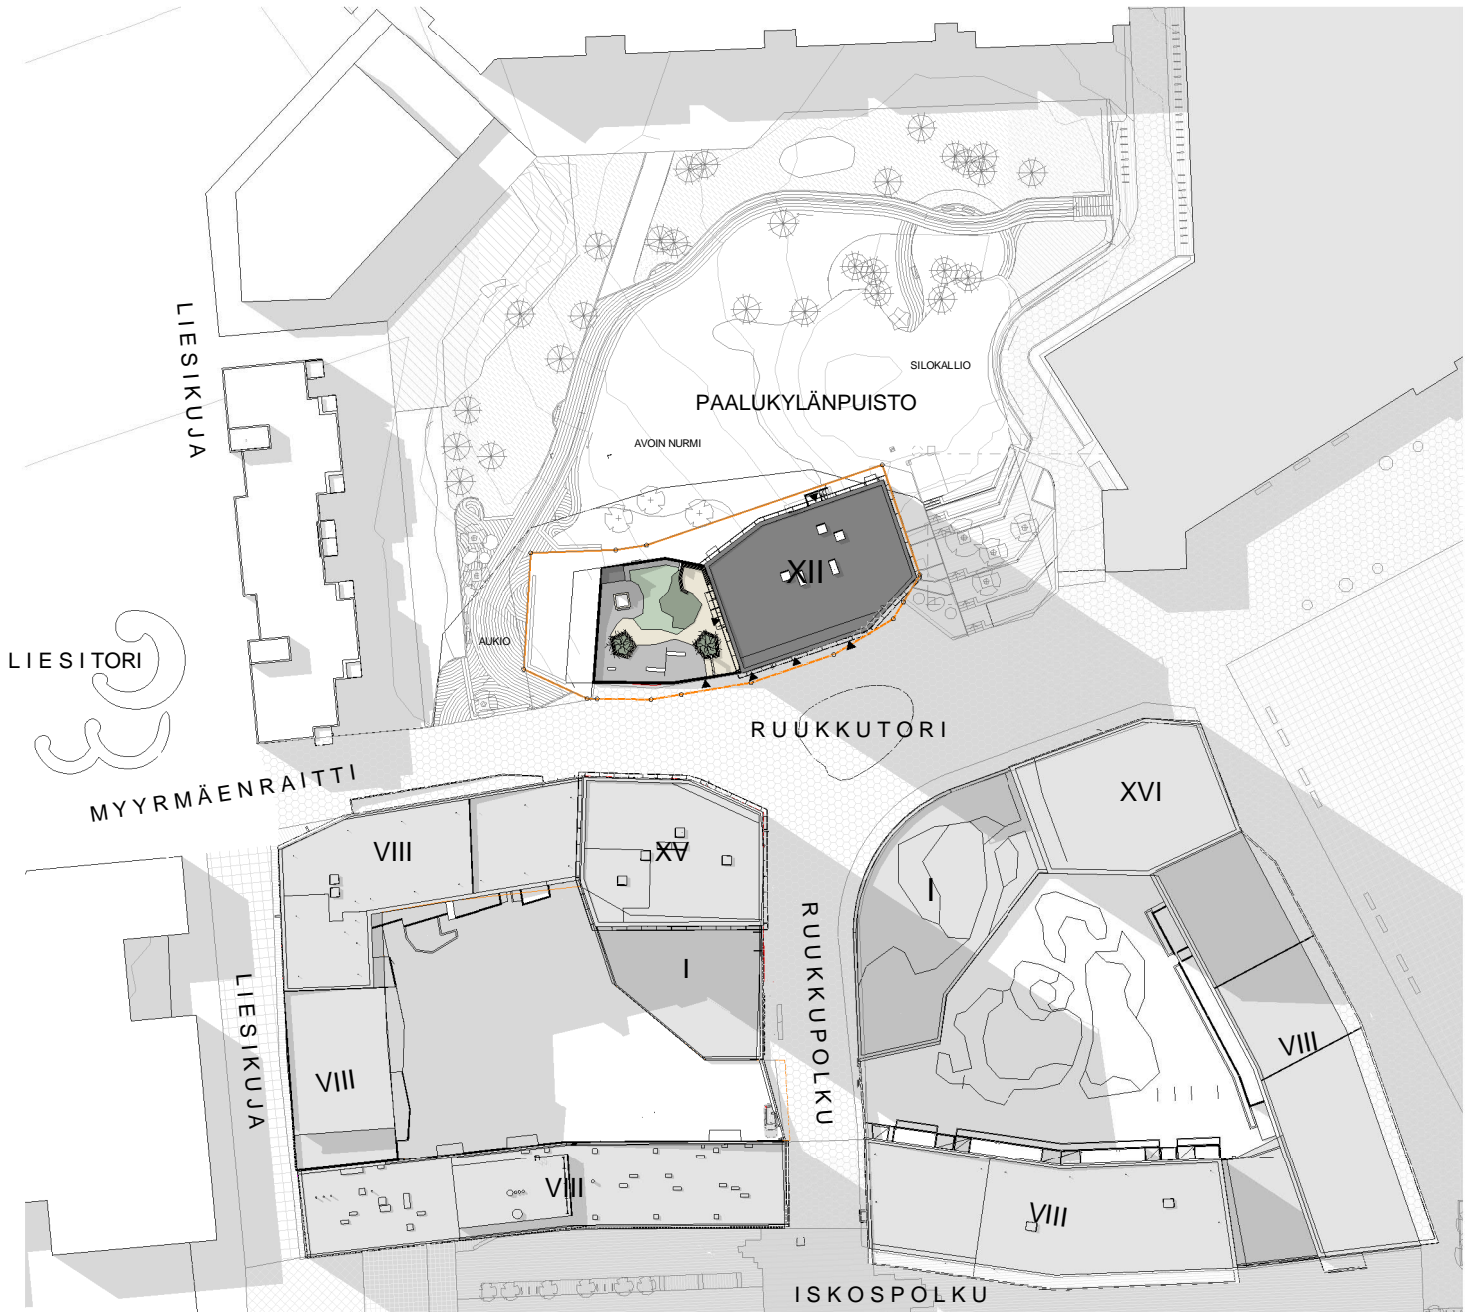 LIESIKUJA
SILOKALLIO
PAALUKYLÄNPUISTO
AVOIN NURMI
XII
AUKIO
LIESITORI
RUUKKUTORI
MYYRMÄENRAITTI
XVI
VIII
XV
I
I
RUUKKUPOLKU
LIESIKUJA
VIII
VIII
VIII
VIII
ISKOSPOLKU